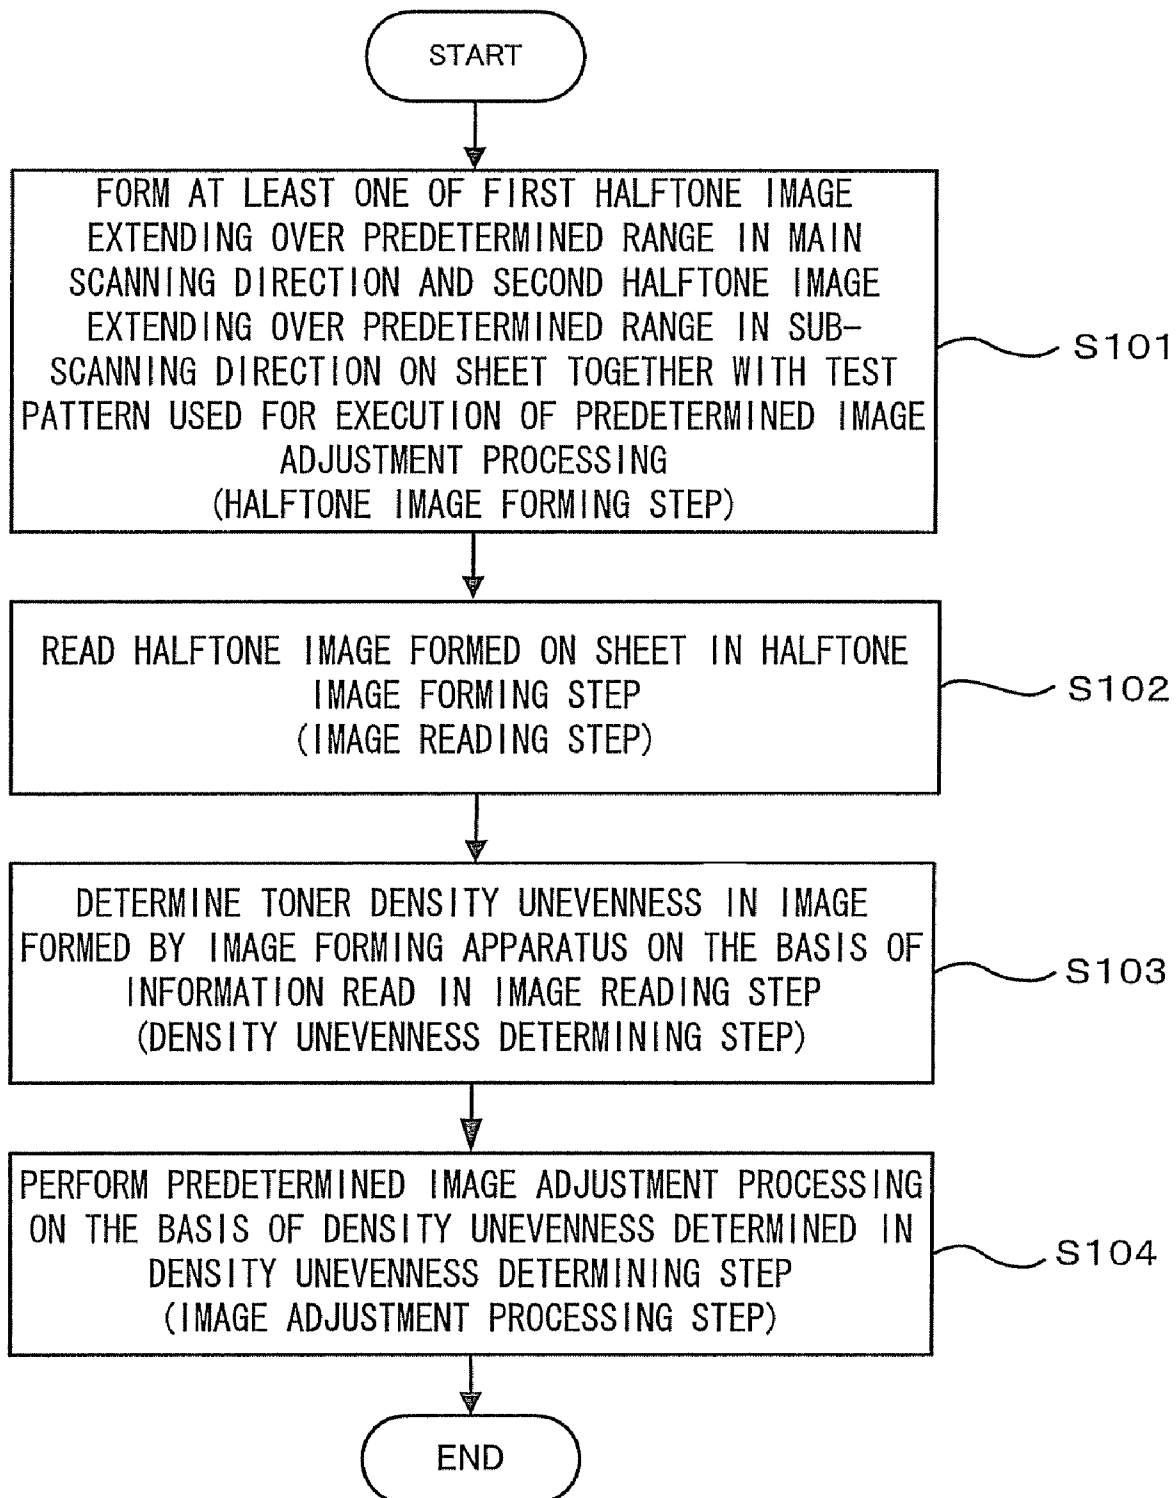 START
FORM AT LEAST ONE OF FIRST HALFTONE IMAGE
EXTENDING OVER PREDETERMINED RANGE IN MAIN
SCANNING DIRECTION AND SECOND HALFTONE IMAGE
EXTENDING OVER PREDETERMINED RANGE IN SUB-
SCANNING DIRECTION ON SHEET TOGETHER WITH TEST
PATTERN USED FOR EXECUTION OF PREDETERMINED IMAGE
ADJUSTMENT PROCESSING
(HALFTONE IMAGE FORMING STEP)
S101
READ HALFTONE IMAGE FORMED ON SHEET IN HALFTONE
IMAGE FORMING STEP
(IMAGE READING STEP)
S102
DETERMINE TONER DENSITY UNEVENNESS IN IMAGE
FORMED BY IMAGE FORMING APPARATUS ON THE BASIS OF
INFORMATION READ IN IMAGE READING STEP
(DENSITY UNEVENNESS DETERMINING STEP)
S103
PERFORM PREDETERMINED IMAGE ADJUSTMENT PROCESSING
ON THE BASIS OF DENSITY UNEVENNESS DETERMINED IN
DENSITY UNEVENNESS DETERMINING STEP
(IMAGE ADJUSTMENT PROCESSING STEP)
S104
END